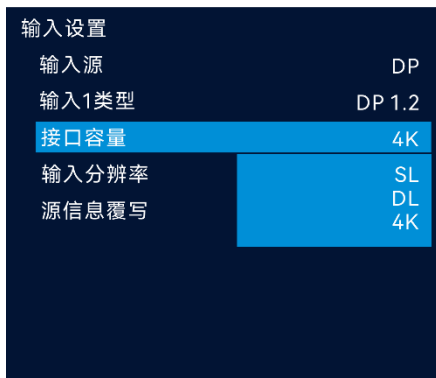 输入设置
输入源 DP
输入1类型 DP 1.2
接口容量 4K
输入分辨率 SL
DL
源信息覆写
4K